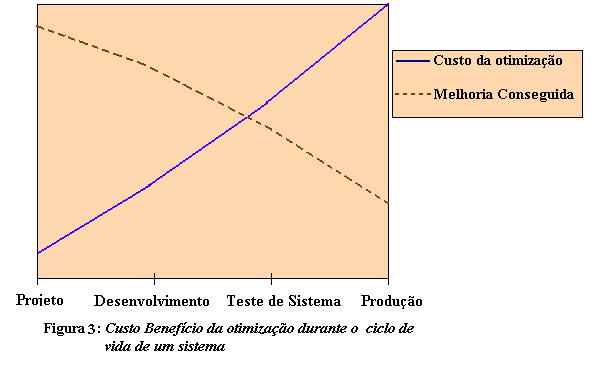 Custo da otimização
Melhoria Conseguida
Projeto Desenvolvimento Teste de Sistema Produção
Figura 3: Custo Benefício da otimização durante o ciclo de
vida de um sistema